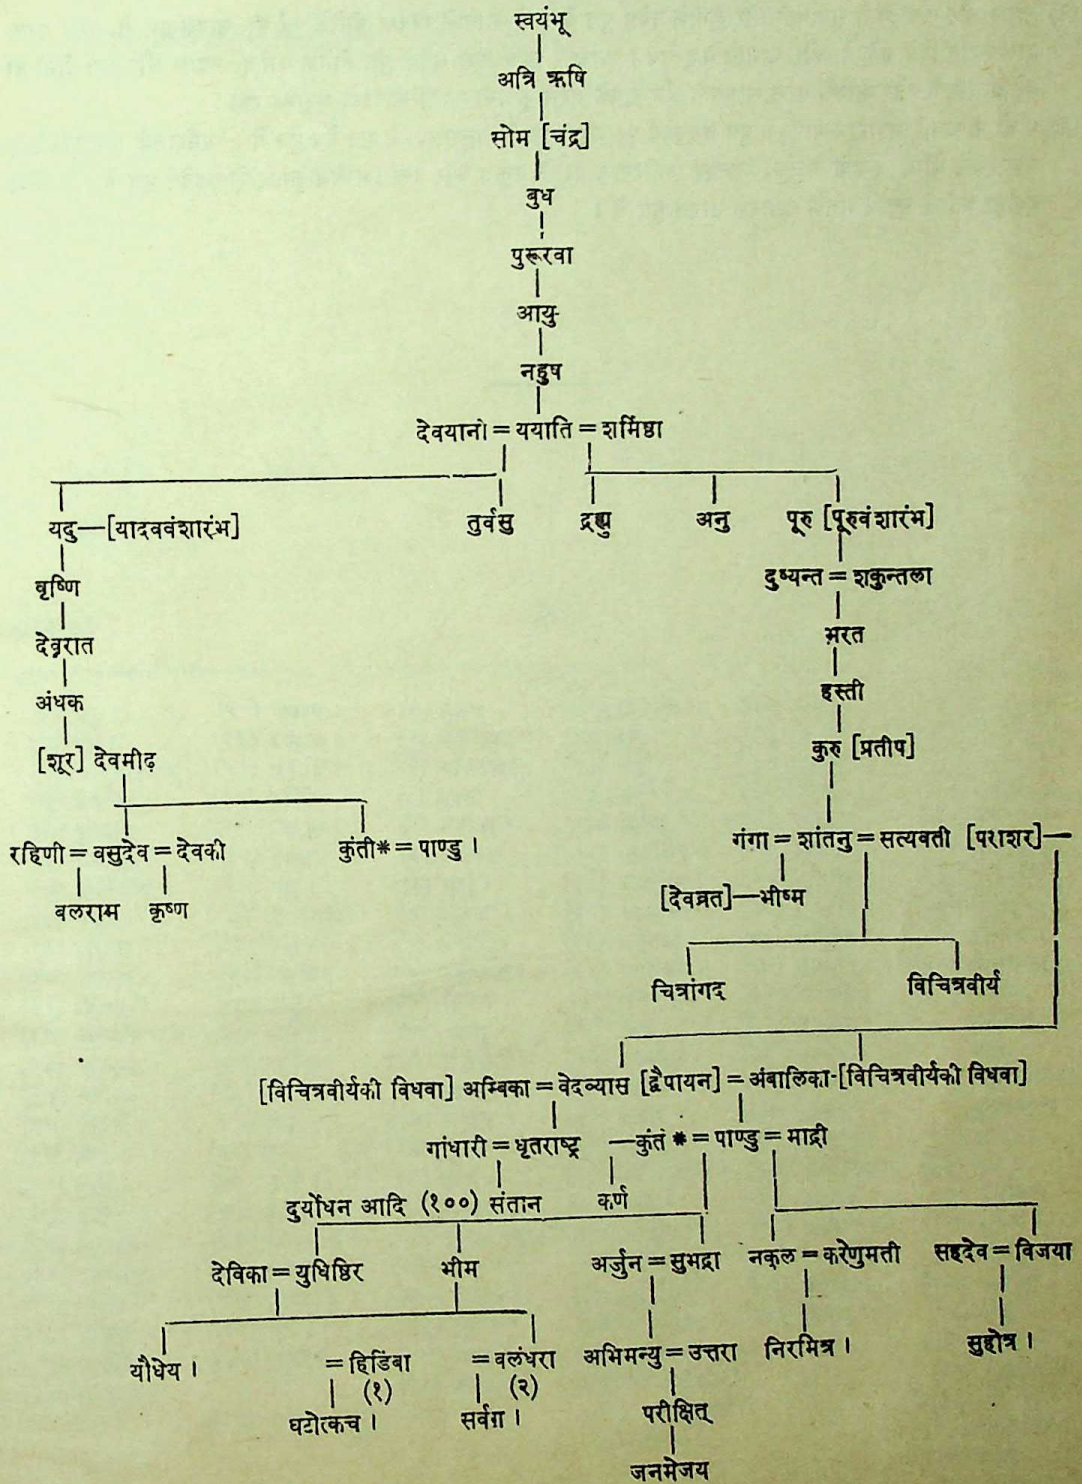 स्वयंभू
अत्रि ऋषि
सोम [चंद्र]
बुध
पुरूरवा
आयु
नहुष
देवयानी = ययाति = शर्मिष्ठा
यदु—[यादववंशारंभ] तुर्वसु द्रह्यु अनु पूरु [पूरुवंशारंभ]
वृष्णि दुष्यन्त = शकुन्तला
देवरात भरत
अंधक हस्ती
[शूर] देवमीढ़ कुरु [प्रतीप]
रहिणी = वसुदेव = देवकी कुंती* = पाण्डु । गंगा = शांतनु = सत्यवती [पराशर]—
बलराम कृष्ण [देवव्रत]—भीष्म
चित्रांगद विचित्रवीर्य
[विचित्रवीर्यकी विधवा] अम्बिका = वेदव्यास [द्वैपायन] = अंबालिका-[विचित्रवीर्यकी विधवा]
गांधारी = धृतराष्ट्र —कुंत * = पाण्डु = माद्री
दुर्योधन आदि (१००) संतान कर्ण
देविका = युधिष्ठिर भीम अर्जुन = सुभद्रा नकुल = करेणुमती सहदेव = विजया
यौधेय । = हिडिंबा = वलंधरा अभिमन्यु = उत्तरा निरमित्र । सुहोत्र ।
(१) (२)
घटोत्कच । सर्वग । परीक्षित्
जनमेजय